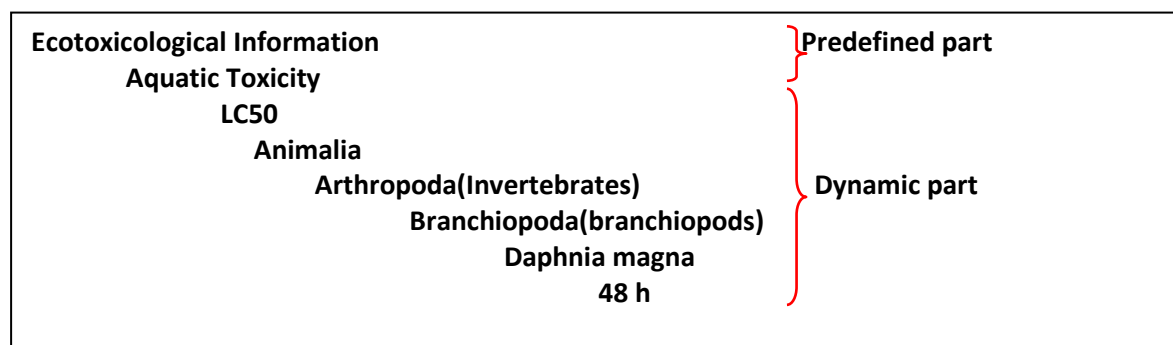 Ecotoxicological Information Predefined part
Aquatic Toxicity
LC50
Animalia
Arthropoda(Invertebrates) Dynamic part
Branchiopoda(branchiopods)
Daphnia magna
48 h